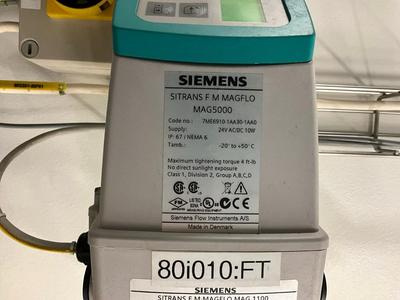 SIEMENS
SITRANS F M MAGFLO
MAG5000
Code no.: 7ME6910-1AA30-1AA0
Supply: 24V AC/DC 10W
IP: 67 / NEMA 6
Tamb.: -20° to +50°C
Maximum tightening torque 4 ft-lb
No direct sunlight exposure
Class 1, Division 2, Group A,B,C,D
Siemens Flow Instruments A/S
Made in Denmark
80i010:FT
SIEMENS
SITRANS F M MAGFLO MAG 1100